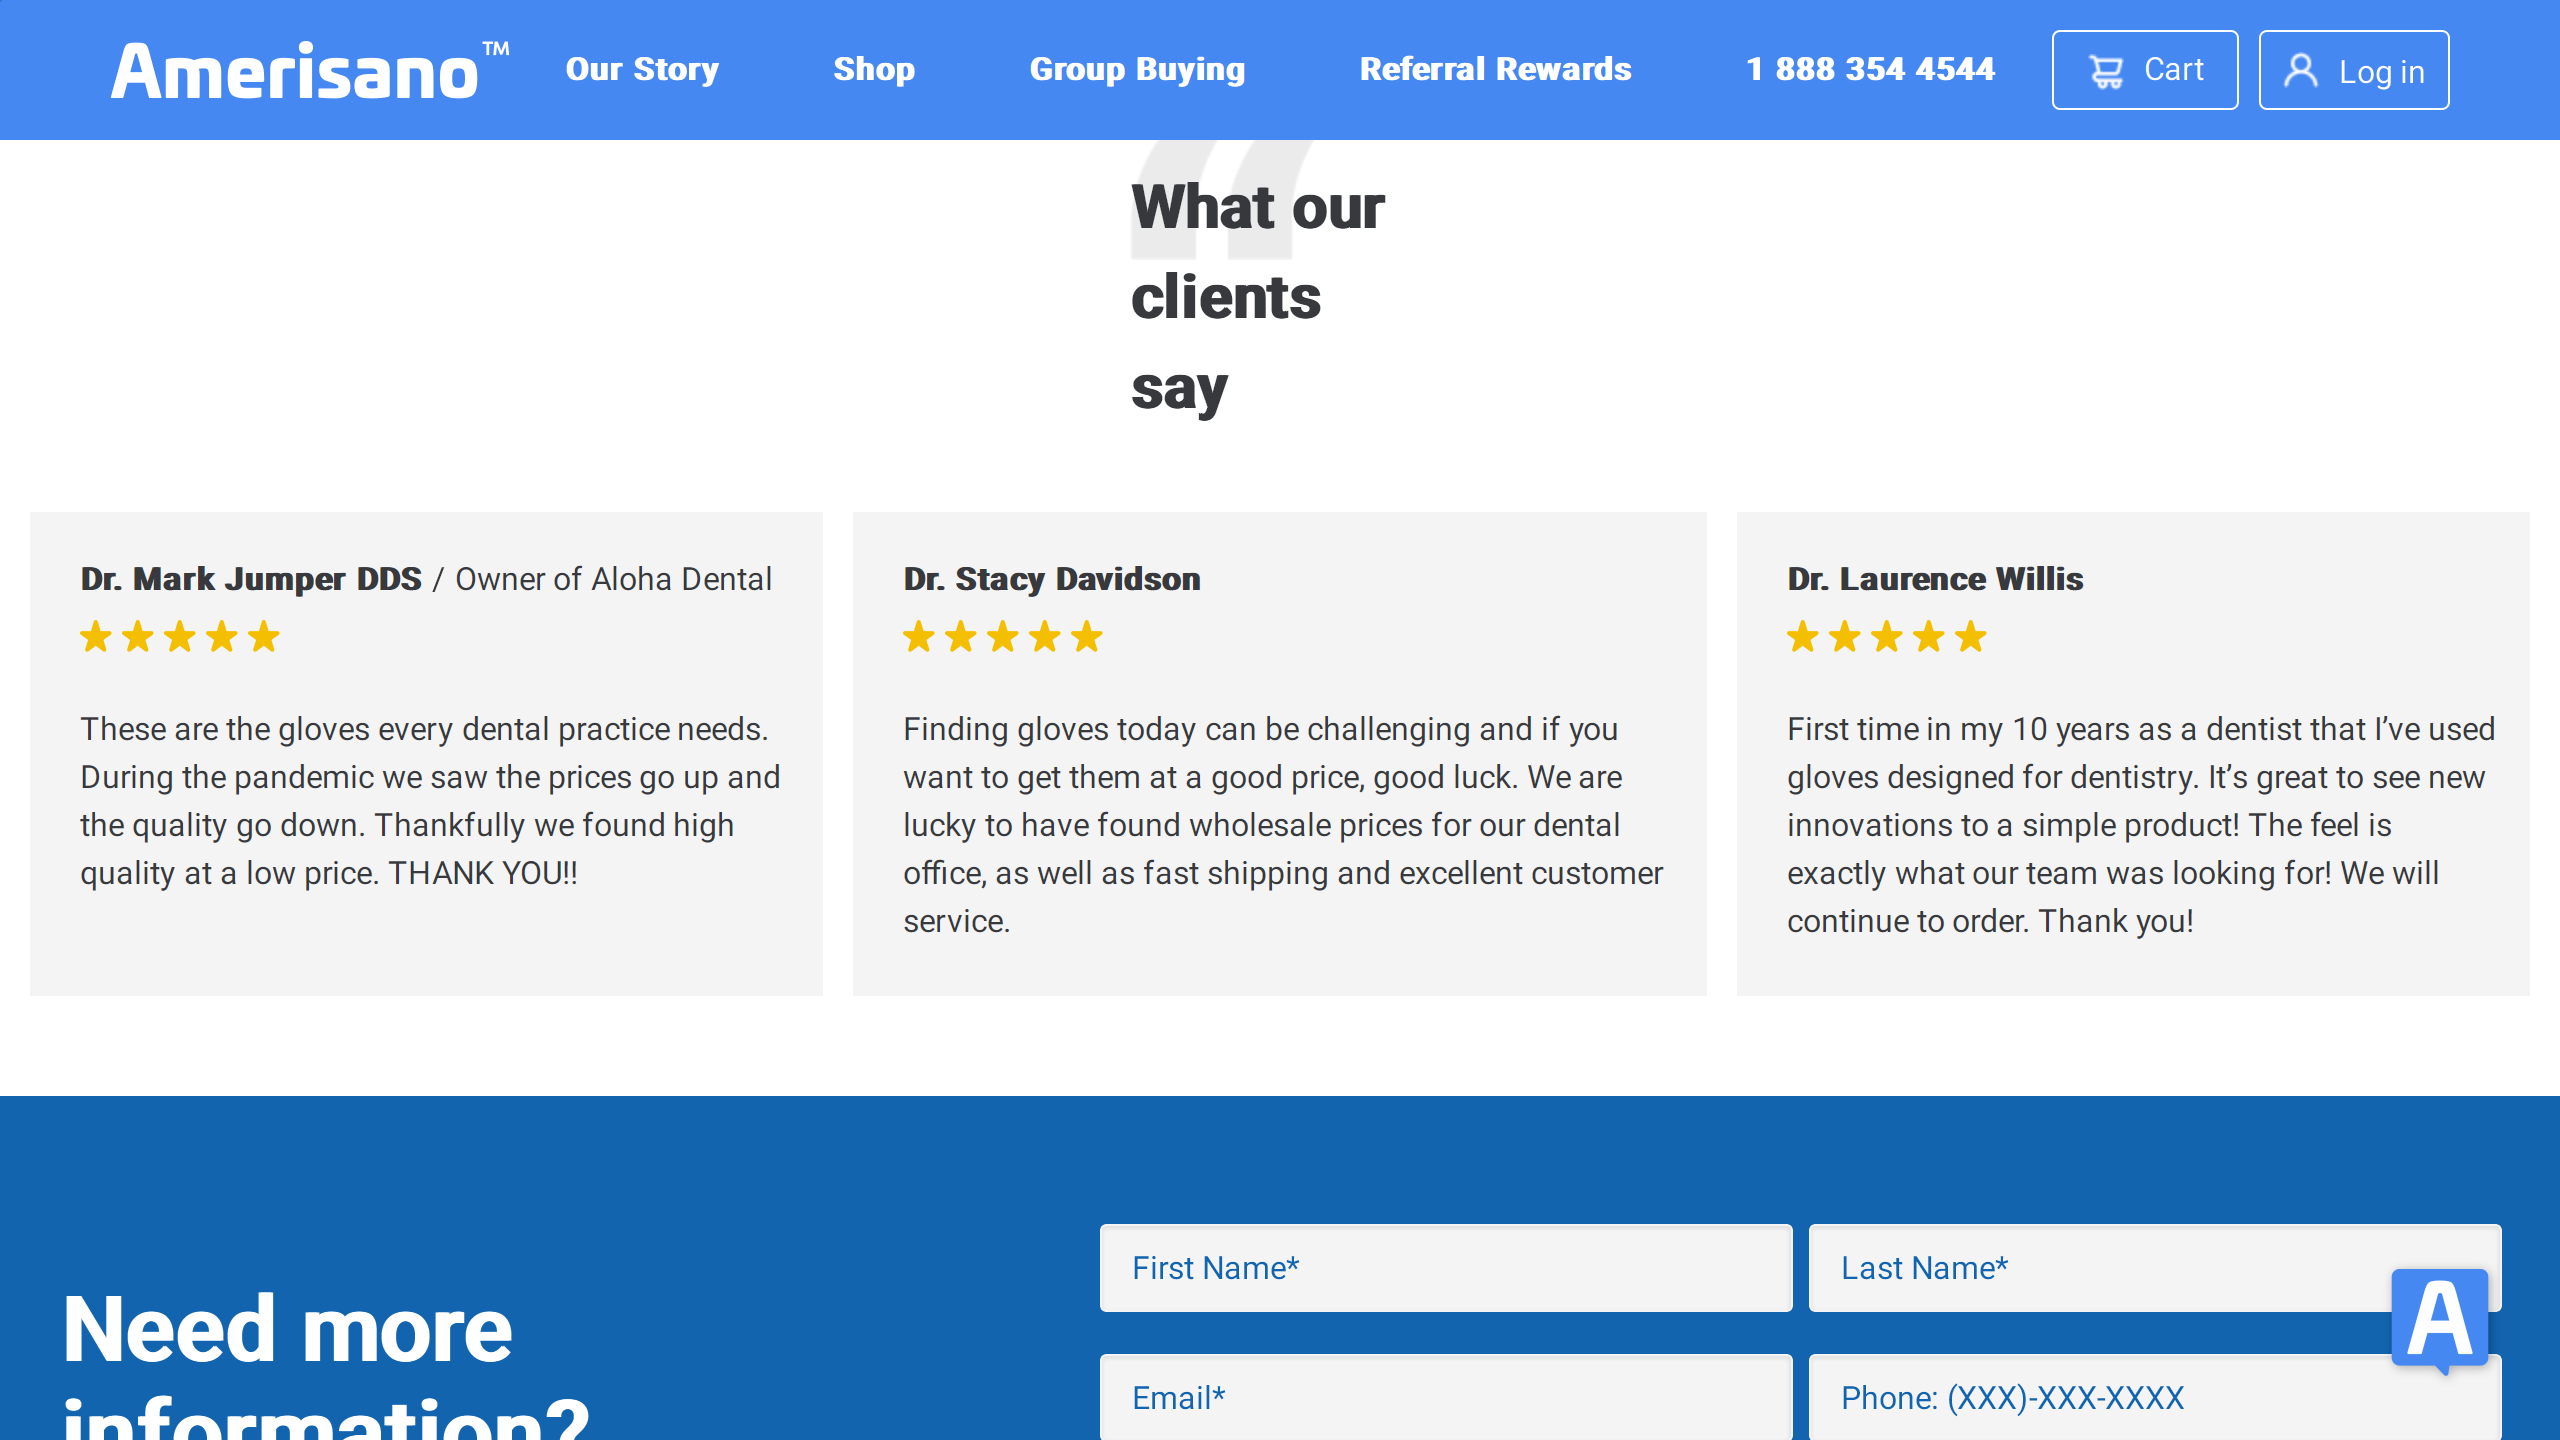 Amerisano™ Our Story Shop Group Buying Referral Rewards 1 888 354 4544 Cart Log in
What our
clients
say
Dr. Mark Jumper DDS / Owner of Aloha Dental
These are the gloves every dental practice needs.
During the pandemic we saw the prices go up and
the quality go down. Thankfully we found high
quality at a low price. THANK YOU!!
Dr. Stacy Davidson
Finding gloves today can be challenging and if you
want to get them at a good price, good luck. We are
lucky to have found wholesale prices for our dental
office, as well as fast shipping and excellent customer
service.
Dr. Laurence Willis
First time in my 10 years as a dentist that I’ve used
gloves designed for dentistry. It’s great to see new
innovations to a simple product! The feel is
exactly what our team was looking for! We will
continue to order. Thank you!
Need more
information?
First Name*
Last Name*
Email*
Phone: (XXX)-XXX-XXXX
A